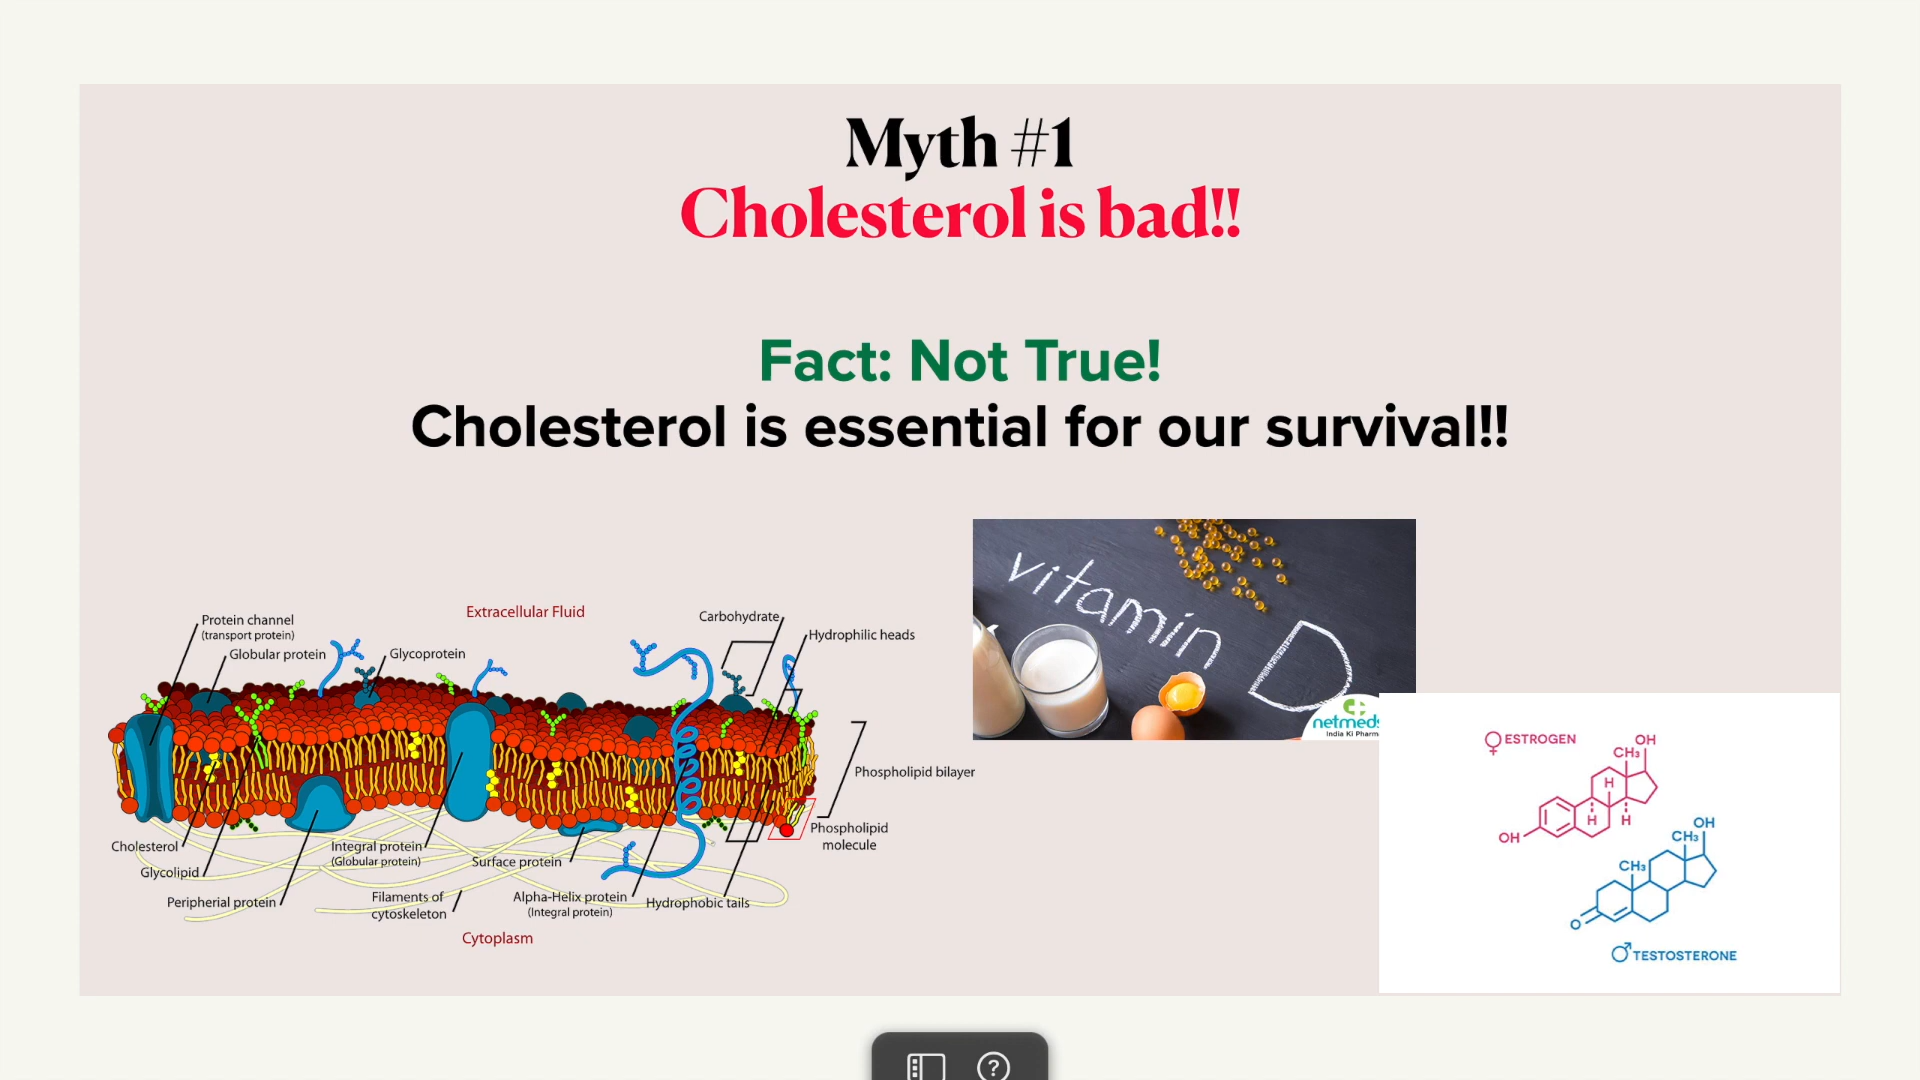 Myth #1
Cholesterol is bad!!
Fact: Not True!
Cholesterol is essential for our survival!!
Protein channel
(transport protein)
Globular protein
Extracellular Fluid
Glycoprotein
Carbohydrate
Hydrophilic heads
Phospholipid bilayer
Phospholipid
molecule
Cholesterol
Glycolipid
Peripherial protein
Integral protein
(Globular protein)
Filaments of
cytoskeleton
Surface protein
Alpha-Helix protein
(Integral protein)
Hydrophobic tails
Cytoplasm
vitamin D
netmeds
India Ki Pharm
ESTROGEN
OH
CH3
H
H
H
OH
OH
CH3
CH3
O
TESTOSTERONE
?